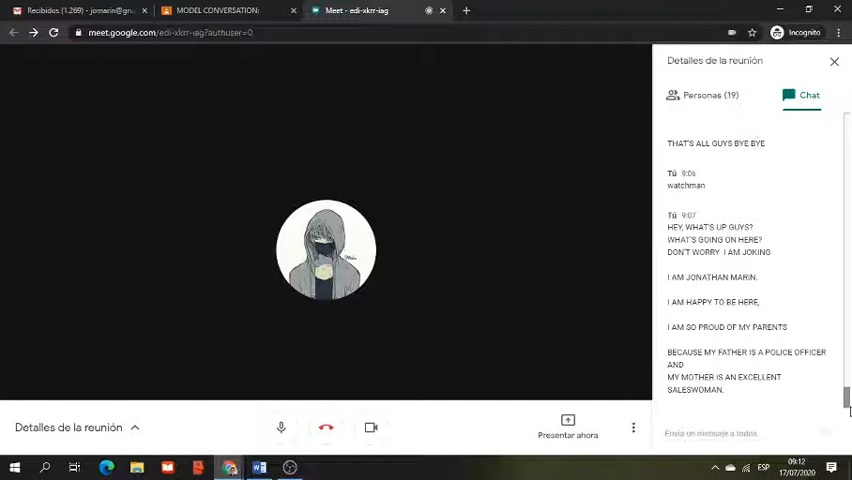 Recibidos (1.269) - jornarin@gru
MODEL CONVERSATION:
Meet - edi-xkrr-iag
meet.google.com/edi-xkrr-iag?authuser=0
Incognito
Detalles de la reunión
Personas (19)
Chat
THAT'S ALL GUYS BYE BYE
Tú 9:06
watchman
Tú 9:07
HEY, WHAT'S UP GUYS?
WHAT'S GOING ON HERE?
DON'T WORRY I AM JOKING
I AM JONATHAN MARIN.
I AM HAPPY TO BE HERE,
I AM SO PROUD OF MY PARENTS
BECAUSE MY FATHER IS A POLICE OFFICER
AND
MY MOTHER IS AN EXCELLENT
SALESWOMAN.
Detalles de la reunión
Presentar ahora
Envía un mensaje a todos.
ESP
09:12
17/07/2020